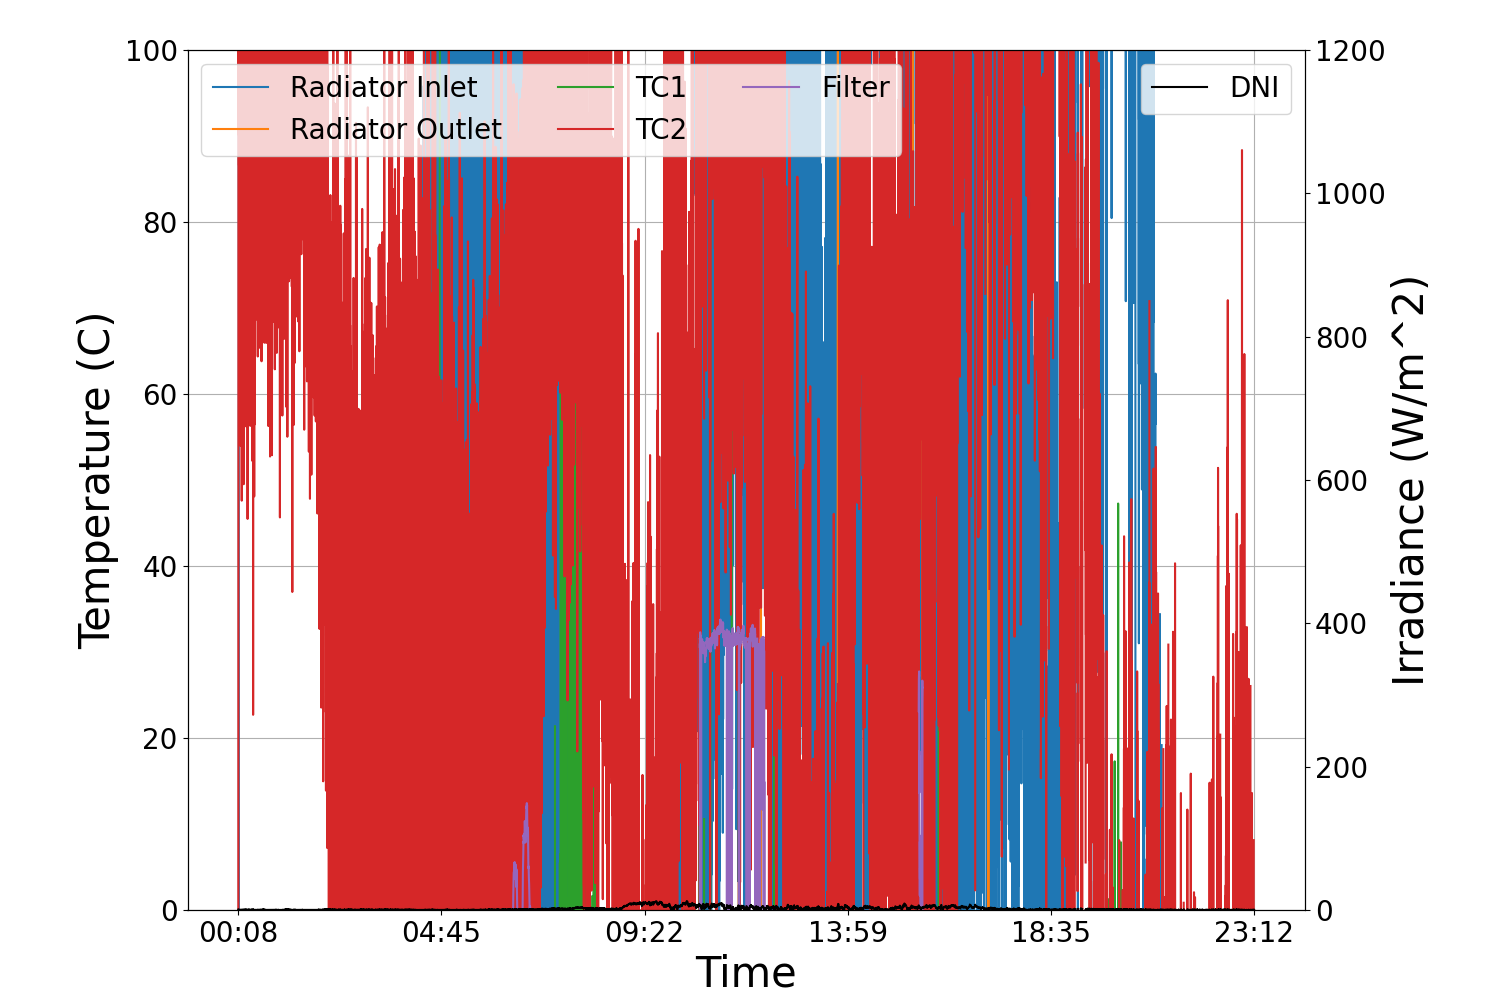 100
80
60
40
20
0
Temperature (C)
Radiator Inlet
Radiator Outlet
TC1
TC2
Filter
DNI
1200
1000
800
600
400
200
0
Irradiance (W/m^2)
00:08 04:45 09:22 13:59 18:35 23:12
Time